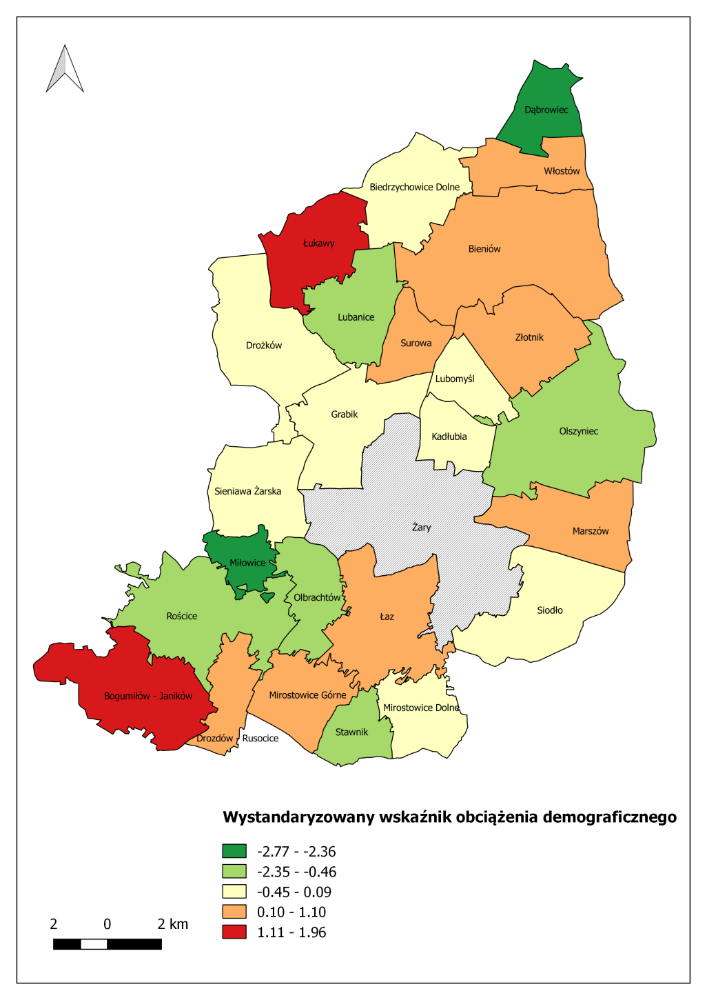 Dąbrowiec
Włostów
Biedrzychowice Dolne
Łukawy
Bieniów
Lubanice
Złotnik
Surowa
Drożków
Lubomyśl
Grabik
Olszyniec
Kadłubia
Sieniawa Żarska
Żary
Marszów
Miłowice
Olbrachtów
Siodło
Rościce
Łaz
Bogumiłów - Janików
Mirostowice Górne
Mirostowice Dolne
Stawnik
Drozdów
Rusocice
Wystandaryzowany wskaźnik obciążenia demograficznego
-2.77 - -2.36
-2.35 - -0.46
-0.45 - 0.09
0.10 - 1.10
1.11 - 1.96
2 0 2 km